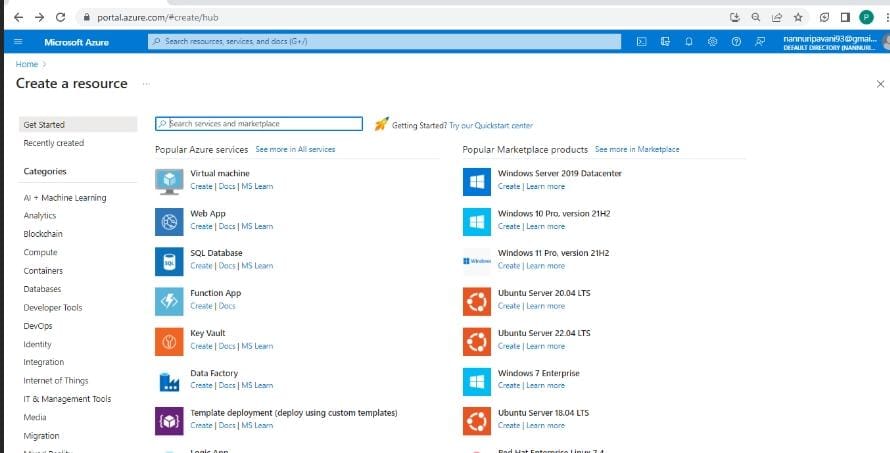 portal.azure.com/#create/hub
P
Microsoft Azure
Search resources, services, and docs (G+/)
nannuripavani93@gmai...
DEFAULT DIRECTORY (NANNURI...
Home >
Create a resource ...
Get Started
Recently created
Categories
AI + Machine Learning
Analytics
Blockchain
Compute
Containers
Databases
Developer Tools
DevOps
Identity
Integration
Internet of Things
IT & Management Tools
Media
Migration
Mixed Reality
Search services and marketplace
Getting Started? Try our Quickstart center
Popular Azure services See more in All services
Virtual machine
Create | Docs | MS Learn
Web App
Create | Docs | MS Learn
SQL
SQL Database
Create | Docs | MS Learn
Function App
Create | Docs
Key Vault
Create | Docs | MS Learn
Data Factory
Create | Docs | MS Learn
Template deployment (deploy using custom templates)
Create | Docs | MS Learn
Logic App
Popular Marketplace products See more in Marketplace
Windows Server 2019 Datacenter
Create | Learn more
Windows 10 Pro, version 21H2
Create | Learn more
Windows
Windows 11 Pro, version 21H2
Create | Learn more
Ubuntu Server 20.04 LTS
Create | Learn more
Ubuntu Server 22.04 LTS
Create | Learn more
Windows 7 Enterprise
Create | Learn more
Ubuntu Server 18.04 LTS
Create | Learn more
Red Hat Enterprise Linux 7.4